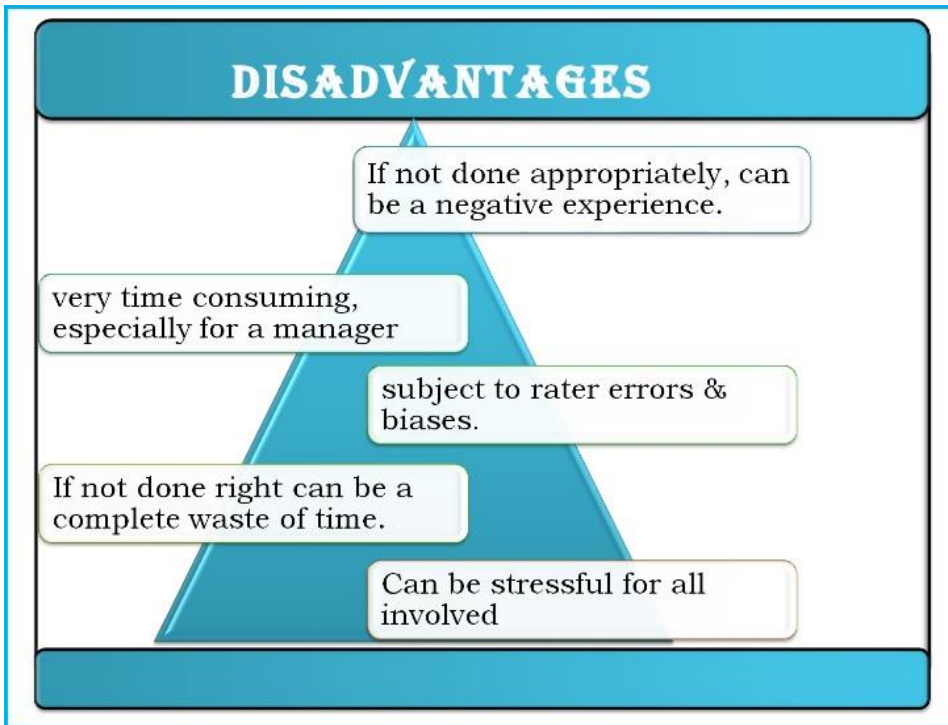 DISADVANTAGES
If not done appropriately, can
be a negative experience.
very time consuming,
especially for a manager
subject to rater errors &
biases.
If not done right can be a
complete waste of time.
Can be stressful for all
involved